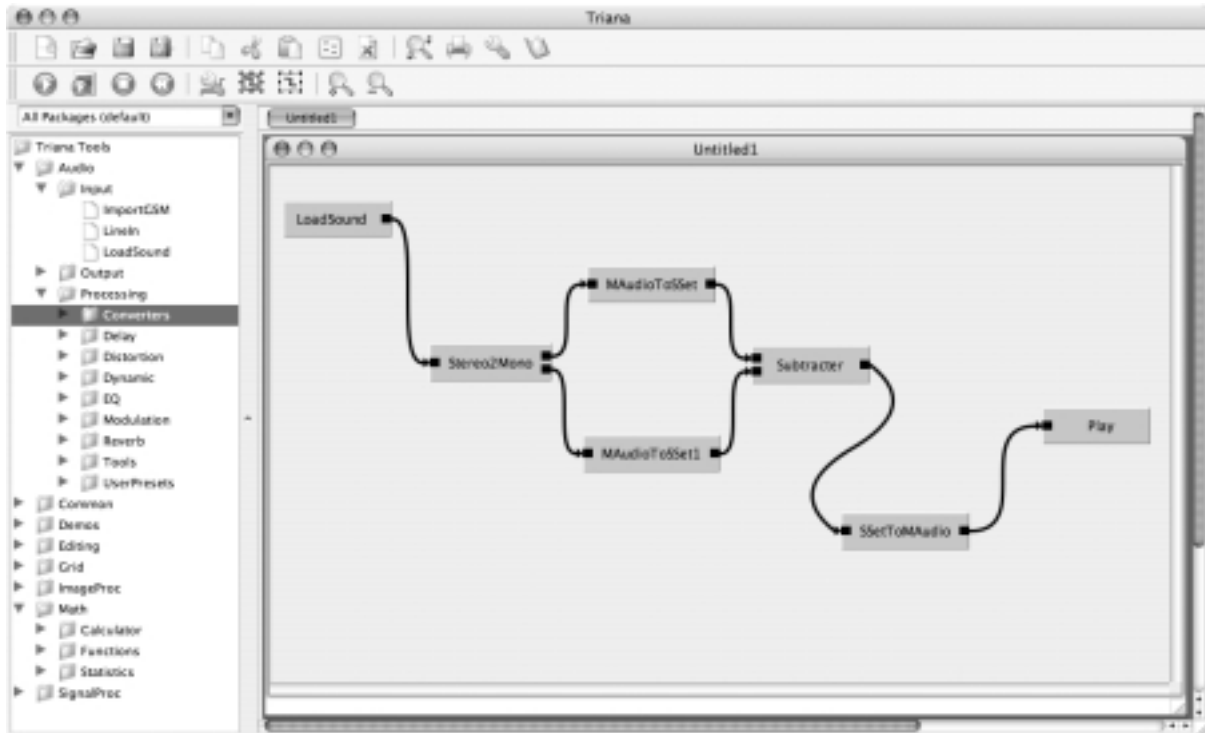 Triana
All Packages (default)
Untitled1
Triana Tools
Audio
Input
ImportGSM
LineIn
LoadSound
Output
Processing
Converters
Delay
Distortion
Dynamic
EQ
Modulation
Reverb
Tools
UserPresets
Common
Demos
Editing
Grid
ImageProc
Math
Calculator
Functions
Statistics
SignalProc
Untitled1
LoadSound
MAudioToSSet
Stereo2Mono
Subtracter
MAudioToSSet1
Play
SSetToMAudio